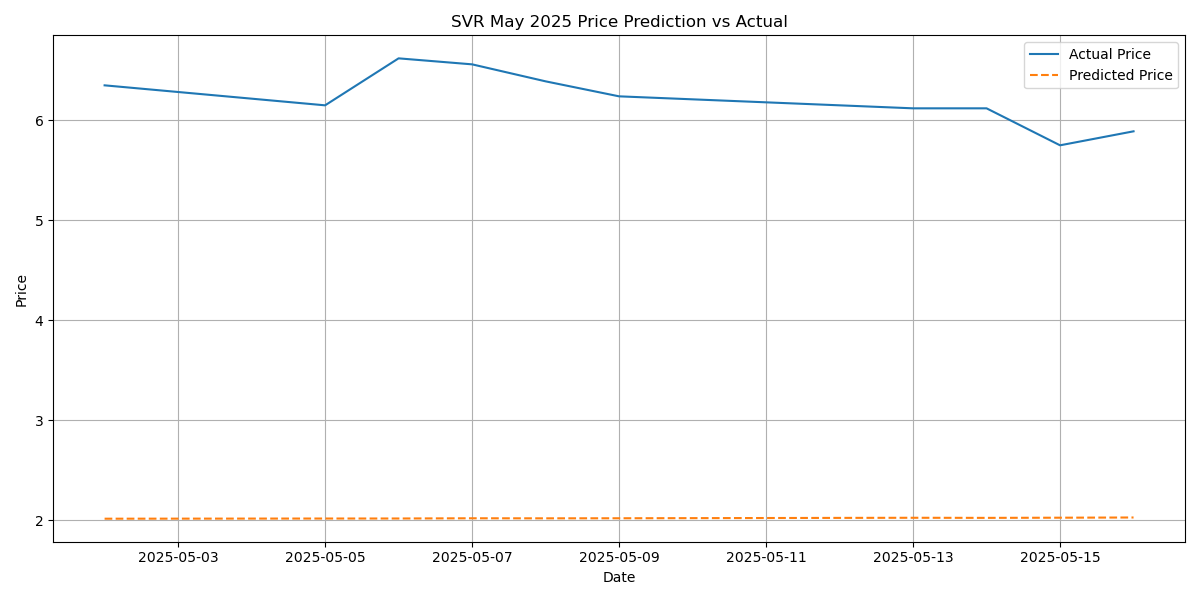 SVR May 2025 Price Prediction vs Actual
Actual Price
Predicted Price
Price
6
5
4
3
2
2025-05-03 2025-05-05 2025-05-07 2025-05-09 2025-05-11 2025-05-13 2025-05-15
Date